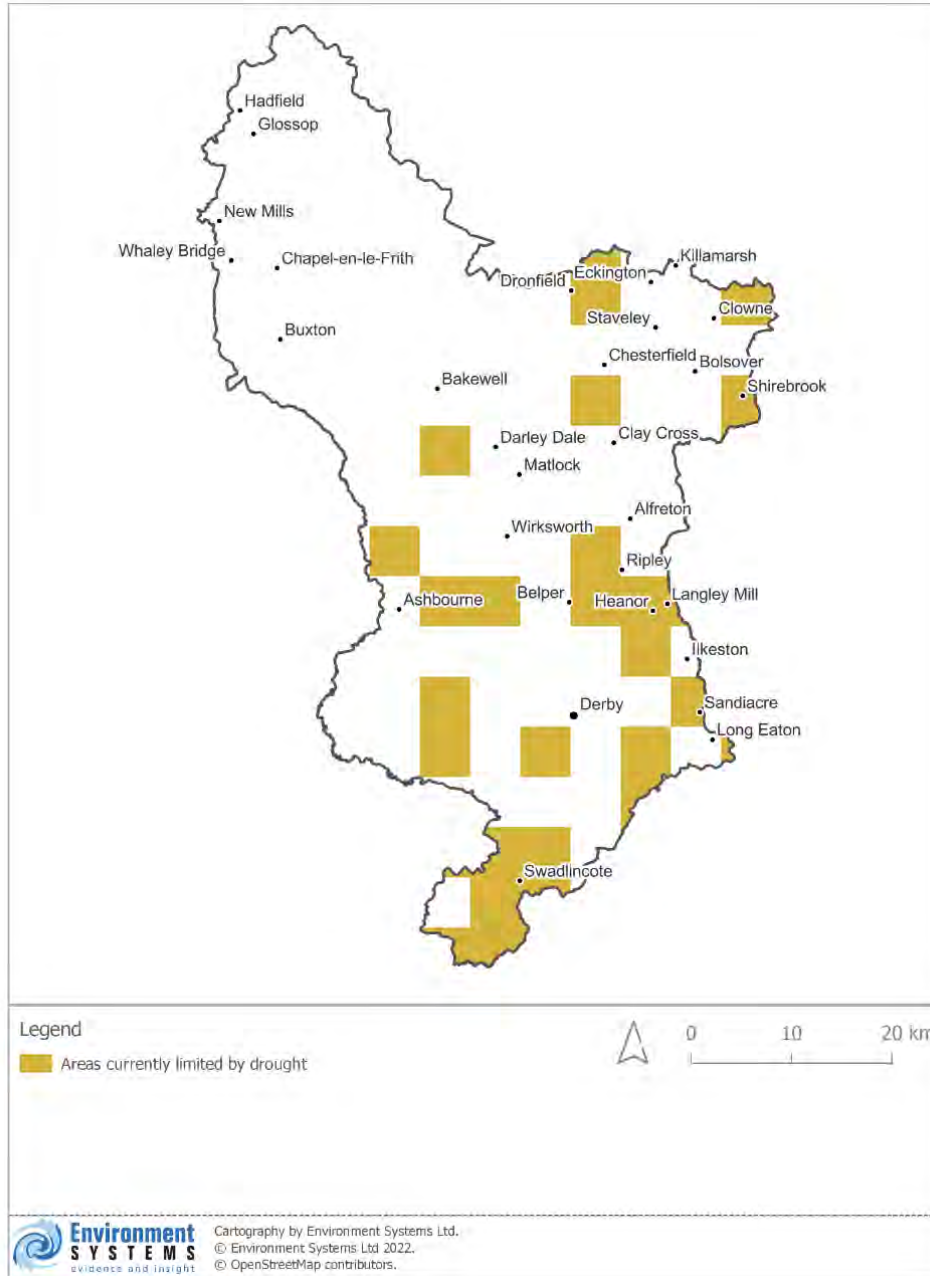 Hadfield
Glossop
New Mills
Whaley Bridge
Chapel-en-le-Frith
Killamarsh
Eckington
Dronfield
Clowne
Staveley
Buxton
Chesterfield
Bolsover
Bakewell
Shirebrook
Darley Dale
Clay Cross
Matlock
Alfreton
Wirksworth
Ripley
Ashbourne
Belper
Heanor
Langley Mill
Ilkeston
Derby
Sandiacre
Long Eaton
Swadlincote
Legend
Areas currently limited by drought
0 10 20 km
Environment
SYSTEMS
evidence and insight
Cartography by Environment Systems Ltd.
© Environment Systems Ltd 2022.
© OpenStreetMap contributors.